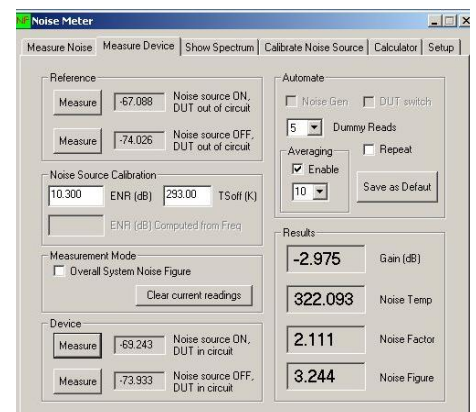 NF Noise Meter
Measure Noise
Measure Device
Show Spectrum
Calibrate Noise Source
Calculator
Setup
Reference
Measure
-67.088
Noise source ON,
DUT out of circuit
Measure
-74.026
Noise source OFF,
DUT out of circuit
Noise Source Calibration
10.300
ENR (dB)
293.00
TSoff (K)
ENR (dB) Computed from Freq
Measurement Mode
Overall System Noise Figure
Clear current readings
Device
Measure
-69.243
Noise source ON,
DUT in circuit
Measure
-73.933
Noise source OFF,
DUT in circuit
Automate
Noise Gen
DUT switch
5
Dummy Reads
Averaging
Enable
10
Repeat
Save as Defaut
Results
-2.975
Gain (dB)
322.093
Noise Temp
2.111
Noise Factor
3.244
Noise Figure